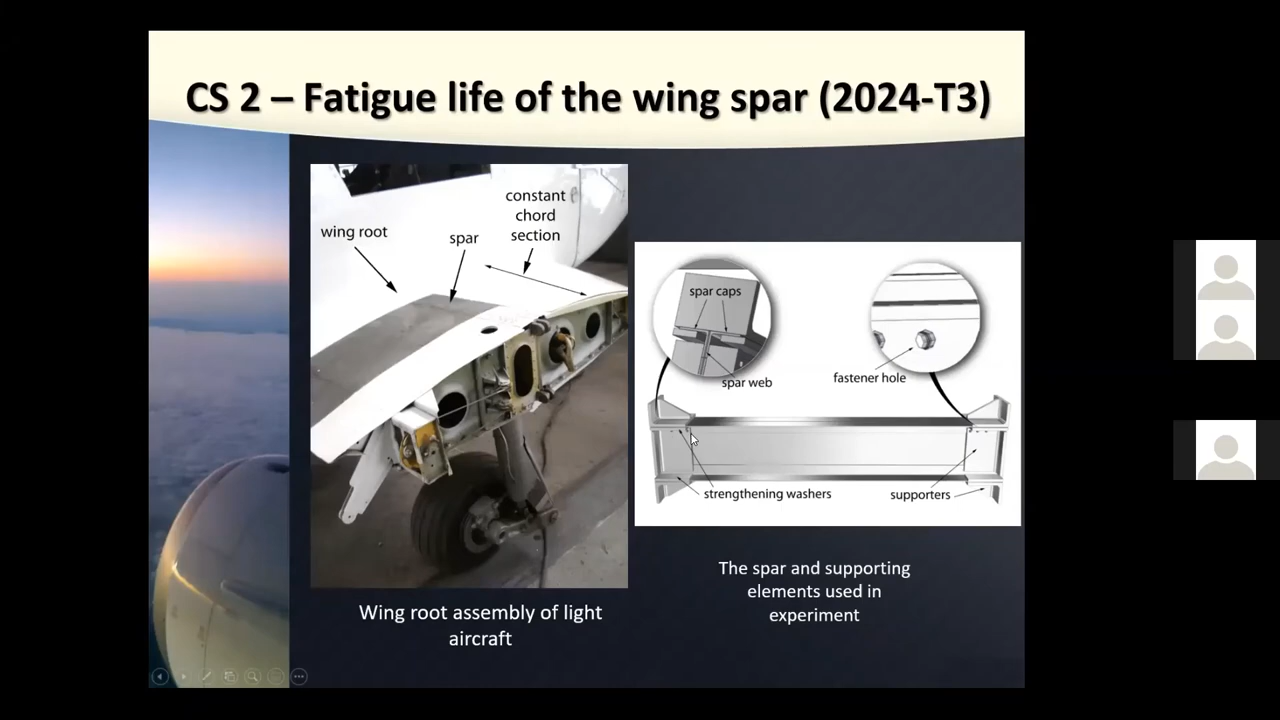 CS 2 – Fatigue life of the wing spar (2024-T3)
wing root
spar
constant
chord
section
spar caps
spar web
fastener hole
strengthening washers
supporters
Wing root assembly of light
aircraft
The spar and supporting
elements used in
experiment